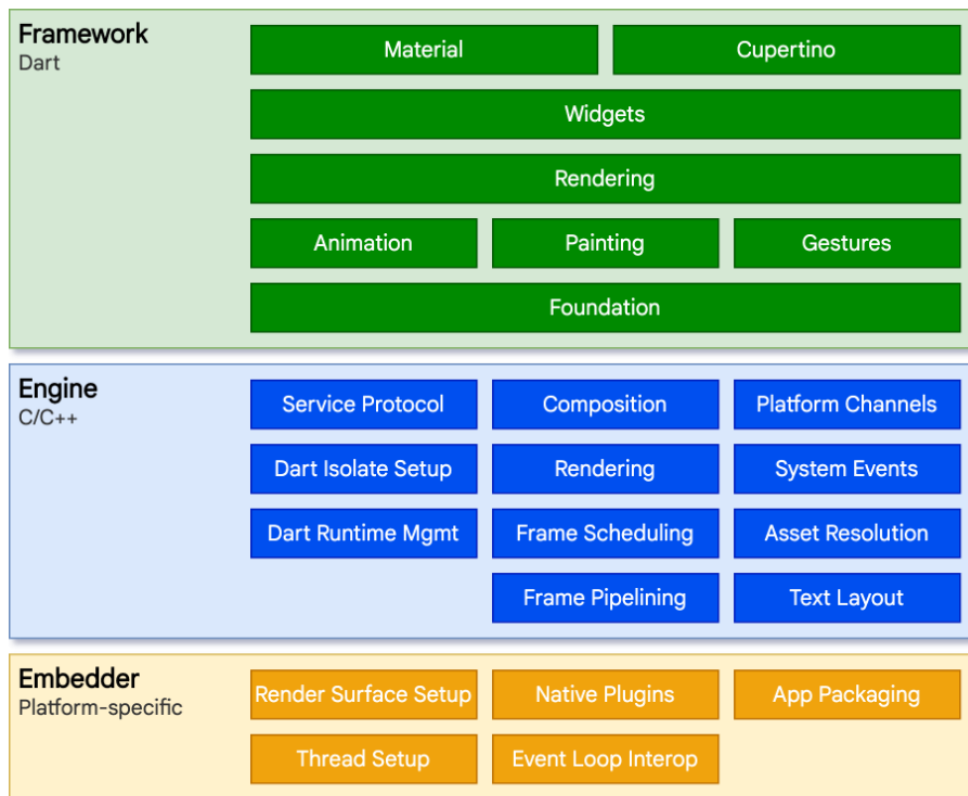 Framework
Dart
Material
Cupertino
Widgets
Rendering
Animation
Painting
Gestures
Foundation
Engine
C/C++
Service Protocol
Composition
Platform Channels
Dart Isolate Setup
Rendering
System Events
Dart Runtime Mgmt
Frame Scheduling
Asset Resolution
Frame Pipelining
Text Layout
Embedder
Platform-specific
Render Surface Setup
Native Plugins
App Packaging
Thread Setup
Event Loop Interop